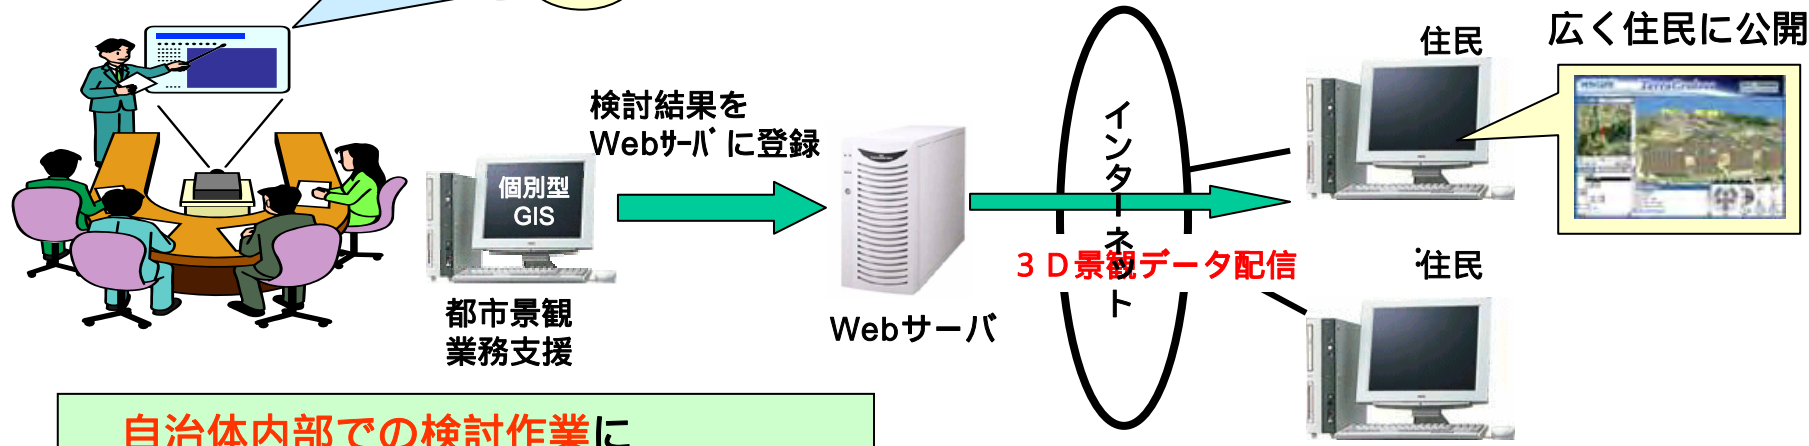 住民
広く住民に公開
検討結果を
Webサーバに登録
個別型
GIS
インターネット
TerraCruiser
3D景観データ配信
:住民
都市景観
業務支援
Webサーバ
自治体内部での検討作業に